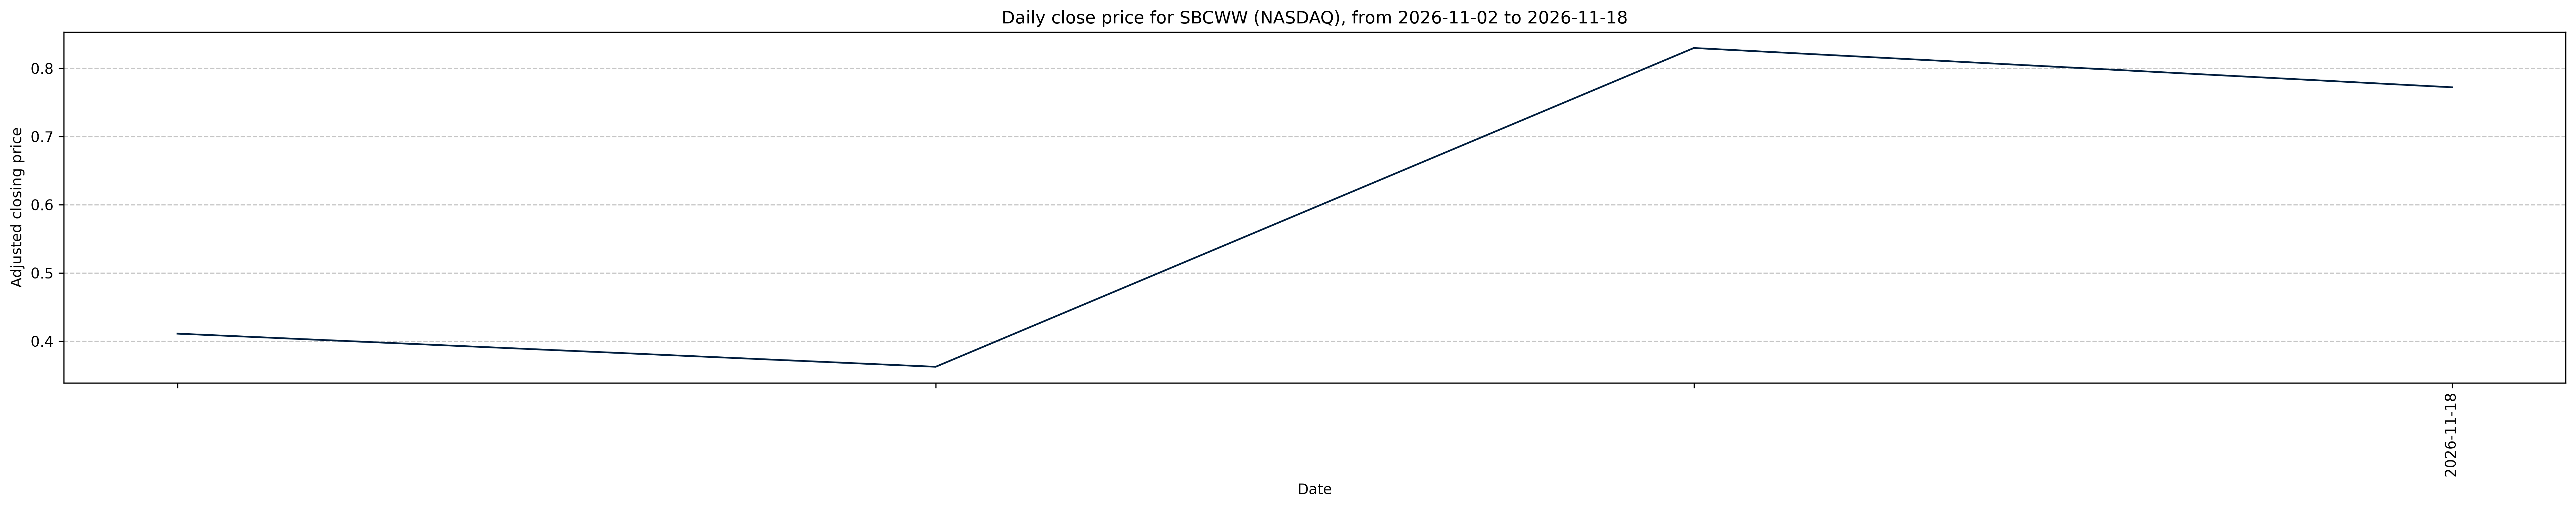 Daily close price for SBCWW (NASDAQ), from 2026-11-02 to 2026-11-18
Adjusted closing price
0.8
0.7
0.6
0.5
0.4
2026-11-18
Date